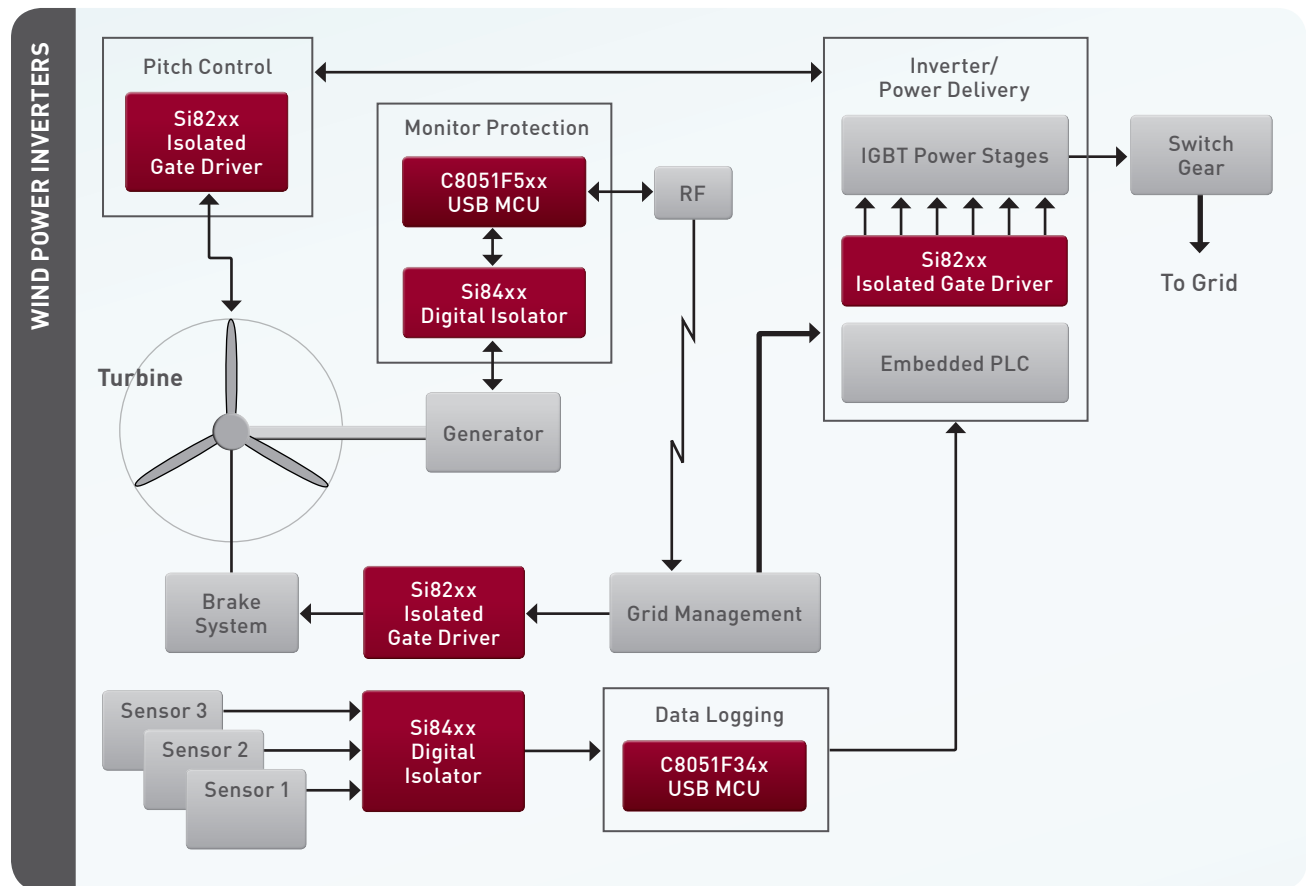 WIND POWER INVERTERS
Pitch Control
Si82xx
Isolated
Gate Driver
Monitor Protection
C8051F5xx
USB MCU
Si84xx
Digital Isolator
RF
Inverter/
Power Delivery
IGBT Power Stages
Si82xx
Isolated Gate Driver
Embedded PLC
Switch
Gear
To Grid
Turbine
Generator
Brake
System
Si82xx
Isolated
Gate Driver
Grid Management
Sensor 3
Sensor 2
Sensor 1
Si84xx
Digital
Isolator
Data Logging
C8051F34x
USB MCU